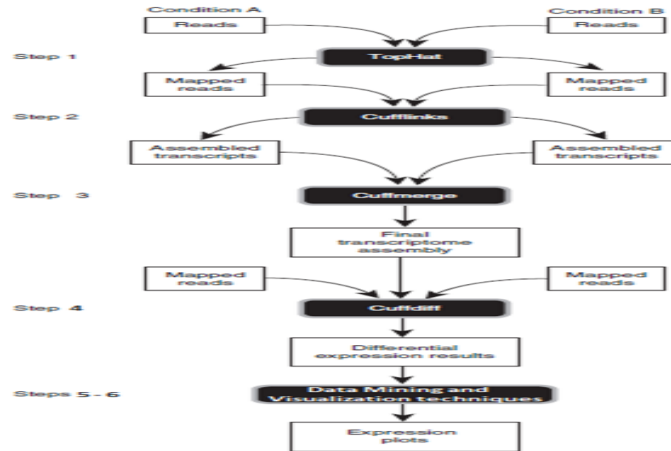 Condition A Condition B
Reads Reads
Step 1 TopHat
Mapped Mapped
reads reads
Step 2 Cufflinks
Assembled Assembled
transcripts transcripts
Step 3 Cuffmerge
Final
transcriptome
assembly
Mapped Mapped
reads reads
Step 4 Cuffdiff
Differential
expression results
Steps 5-6 Data Mining and
Visualization techniques
Expression
plots